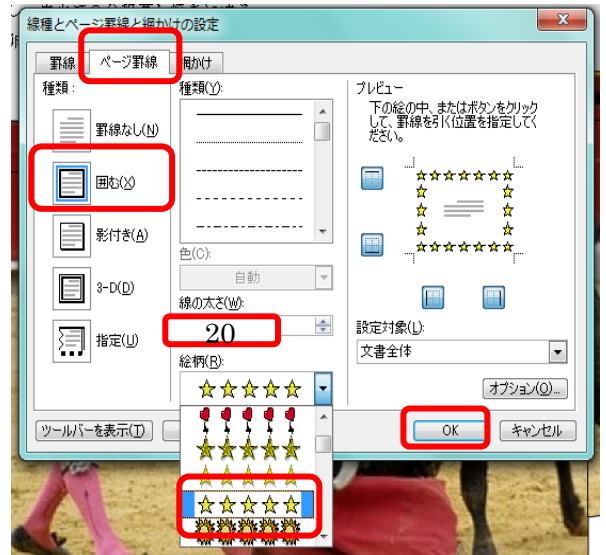 線種とページ罫線と網かけの設定
罫線
ページ罫線
網かけ
種類:
罫線なし(N)
囲む(X)
影付き(A)
3-D(D)
指定(U)
種類(Y):
色(C):
自動
線の太さ(W):
20
絵柄(R):
プレビュー
下の絵の中、またはボタンをクリック
して、罫線を引く位置を指定してく
ださい。
設定対象(L):
文書全体
オプション(O)...
ツールバーを表示(T)
OK
キャンセル